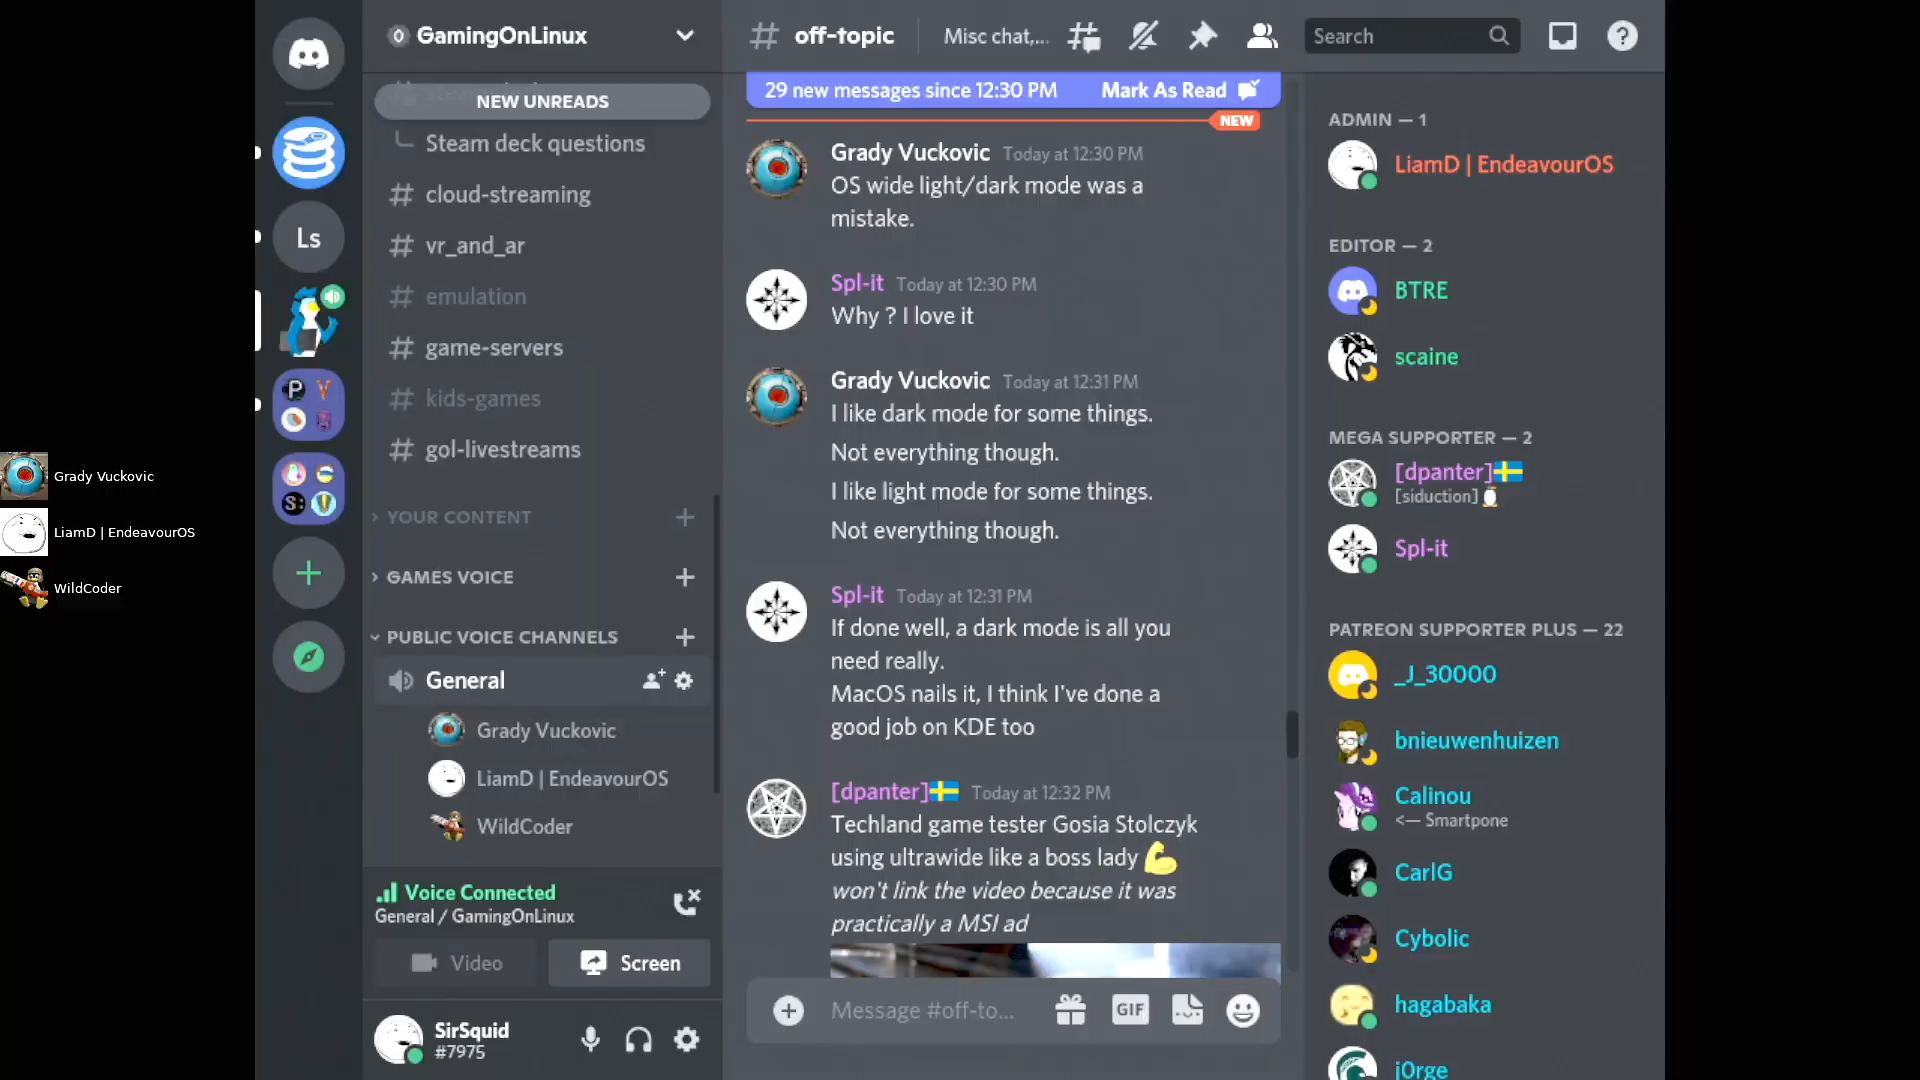 Grady Vuckovic
LiamD | EndeavourOS
WildCoder
Ls
GamingOnLinux
NEW UNREADS
Steam deck questions
# cloud-streaming
# vr_and_ar
# emulation
# game-servers
# kids-games
# gol-livestreams
YOUR CONTENT
GAMES VOICE
PUBLIC VOICE CHANNELS
General
Grady Vuckovic
LiamD | EndeavourOS
WildCoder
Voice Connected
General / GamingOnLinux
Video
Screen
SirSquid
#7975
# off-topic
Misc chat,...
Search
29 new messages since 12:30 PM
Mark As Read
NEW
Grady Vuckovic Today at 12:30 PM
OS wide light/dark mode was a
mistake.
Spl-it Today at 12:30 PM
Why ? I love it
Grady Vuckovic Today at 12:31 PM
I like dark mode for some things.
Not everything though.
I like light mode for some things.
Not everything though.
Spl-it Today at 12:31 PM
If done well, a dark mode is all you
need really.
MacOS nails it, I think I've done a
good job on KDE too
[dpanter]🇸🇪 Today at 12:32 PM
Techland game tester Gosia Stolczyk
using ultrawide like a boss lady 💪
won't link the video because it was
practically a MSI ad
Message #off-to...
GIF
ADMIN — 1
LiamD | EndeavourOS
EDITOR — 2
BTRE
scaine
MEGA SUPPORTER — 2
[dpanter]🇸🇪
[siduction]
Spl-it
PATREON SUPPORTER PLUS — 22
_J_30000
bnieuwenhuizen
Calinou
<— Smartpone
CarlG
Cybolic
hagabaka
j0rge